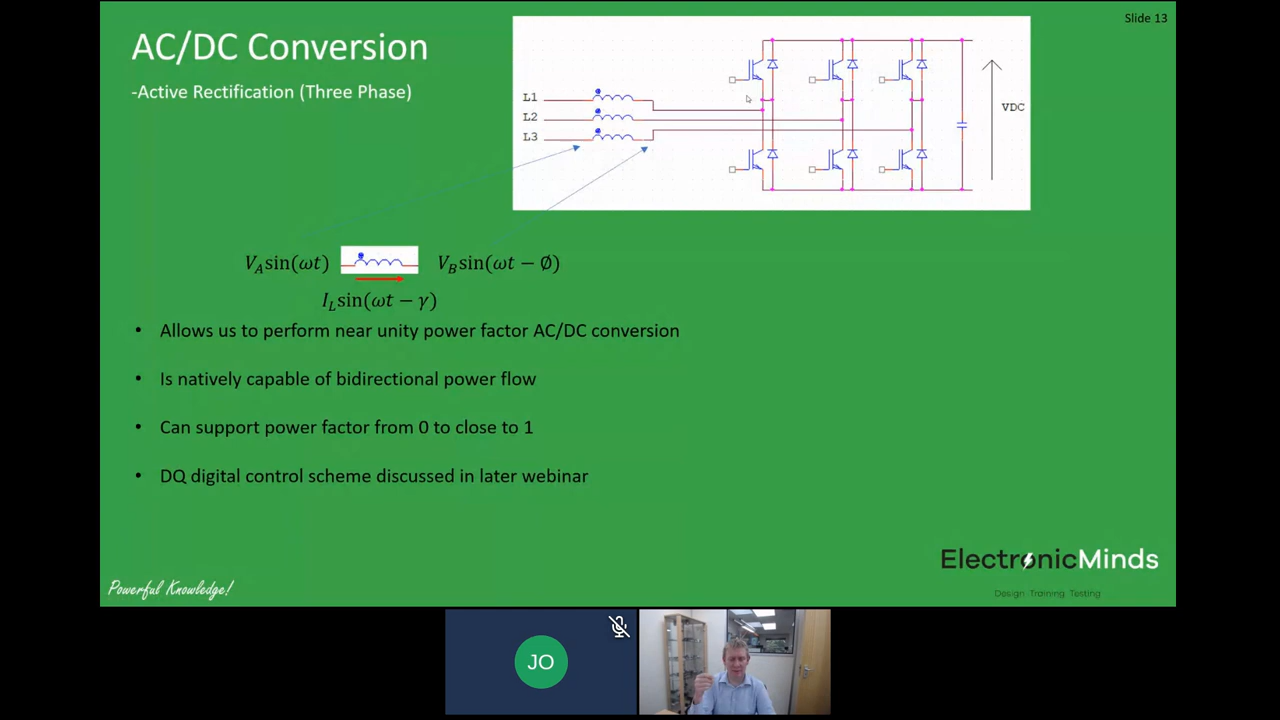 Slide 13
AC/DC Conversion
-Active Rectification (Three Phase)
L1
L2
L3
VDC
V_A sin(ωt)
V_B sin(ωt − ∅)
I_L sin(ωt − γ)
• Allows us to perform near unity power factor AC/DC conversion
• Is natively capable of bidirectional power flow
• Can support power factor from 0 to close to 1
• DQ digital control scheme discussed in later webinar
ElectronicMinds
Design Training Testing
Powerful Knowledge!
JO